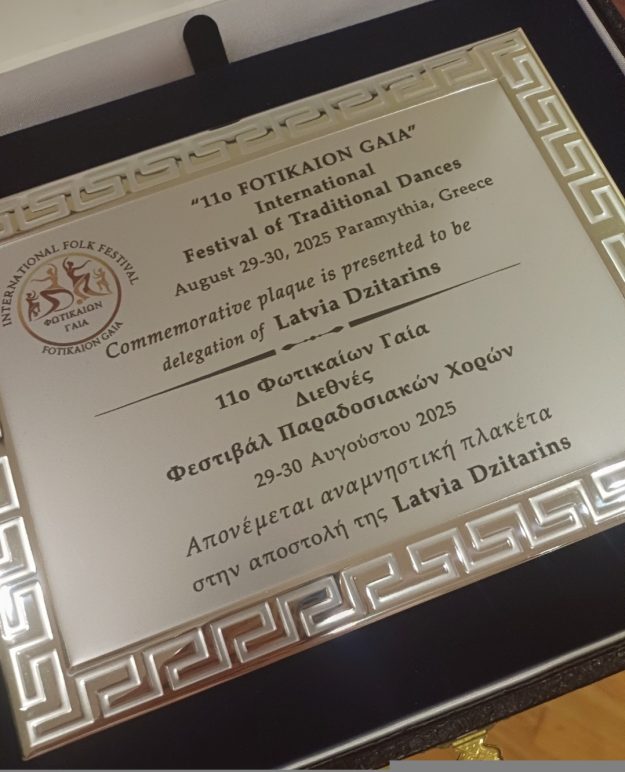 "11o FOTIKAION GAIA"
International
Festival of Traditional Dances
August 29-30, 2025 Paramythia, Greece
Commemorative plaque is presented to be
delegation of Latvia Dzitarins
INTERNATIONAL FOLK FESTIVAL
ΦΩΤΙΚΑΙΩΝ
ΓΑΙΑ
FOTIKAION GAIA
11ο Φωτικαίων Γαία
Διεθνές
Φεστιβάλ Παραδοσιακών Χορών
29-30 Αυγούστου 2025
Απονέμεται αναμνηστική πλακέτα
στην αποστολή της Latvia Dzitarins